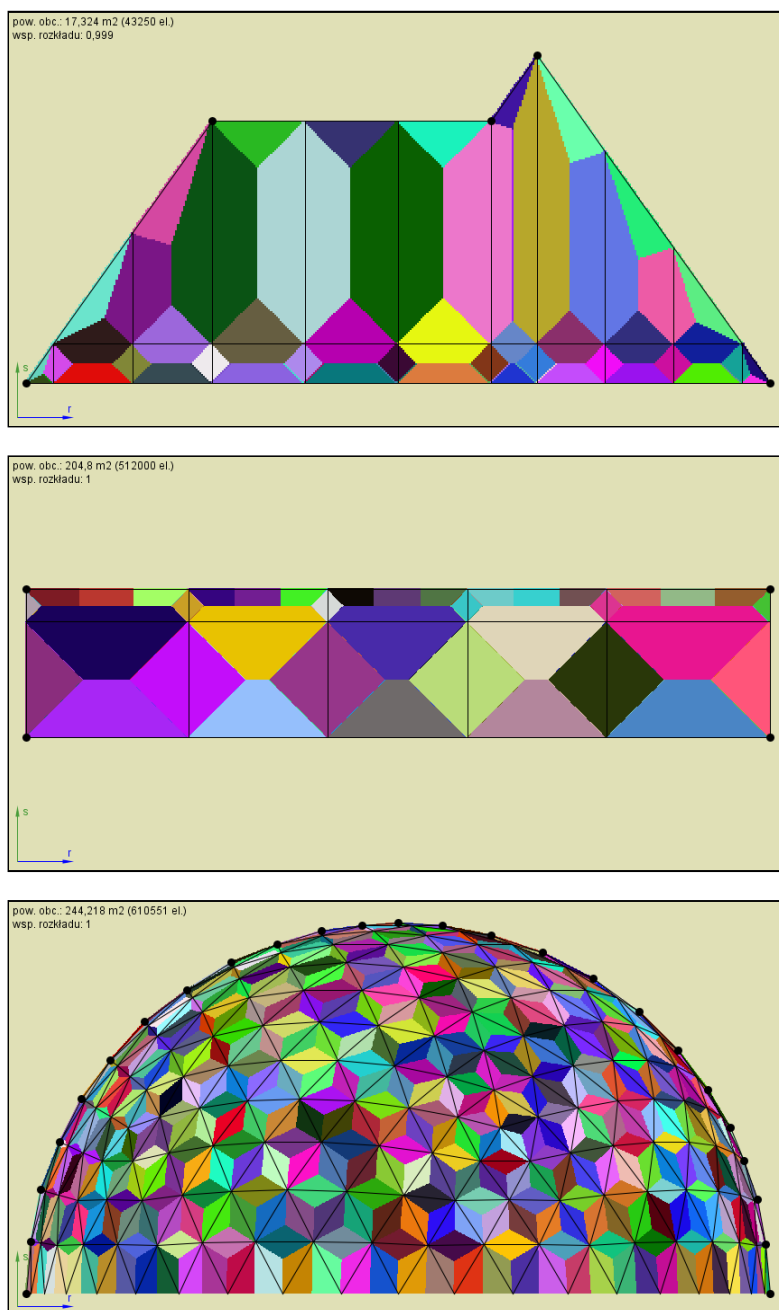 pow. obc.: 17,324 m2 (43250 el.)
wsp. rozkładu: 0,999
s
r
pow. obc.: 204,8 m2 (512000 el.)
wsp. rozkładu: 1
s
r
pow. obc.: 244,218 m2 (610551 el.)
wsp. rozkładu: 1
s
r